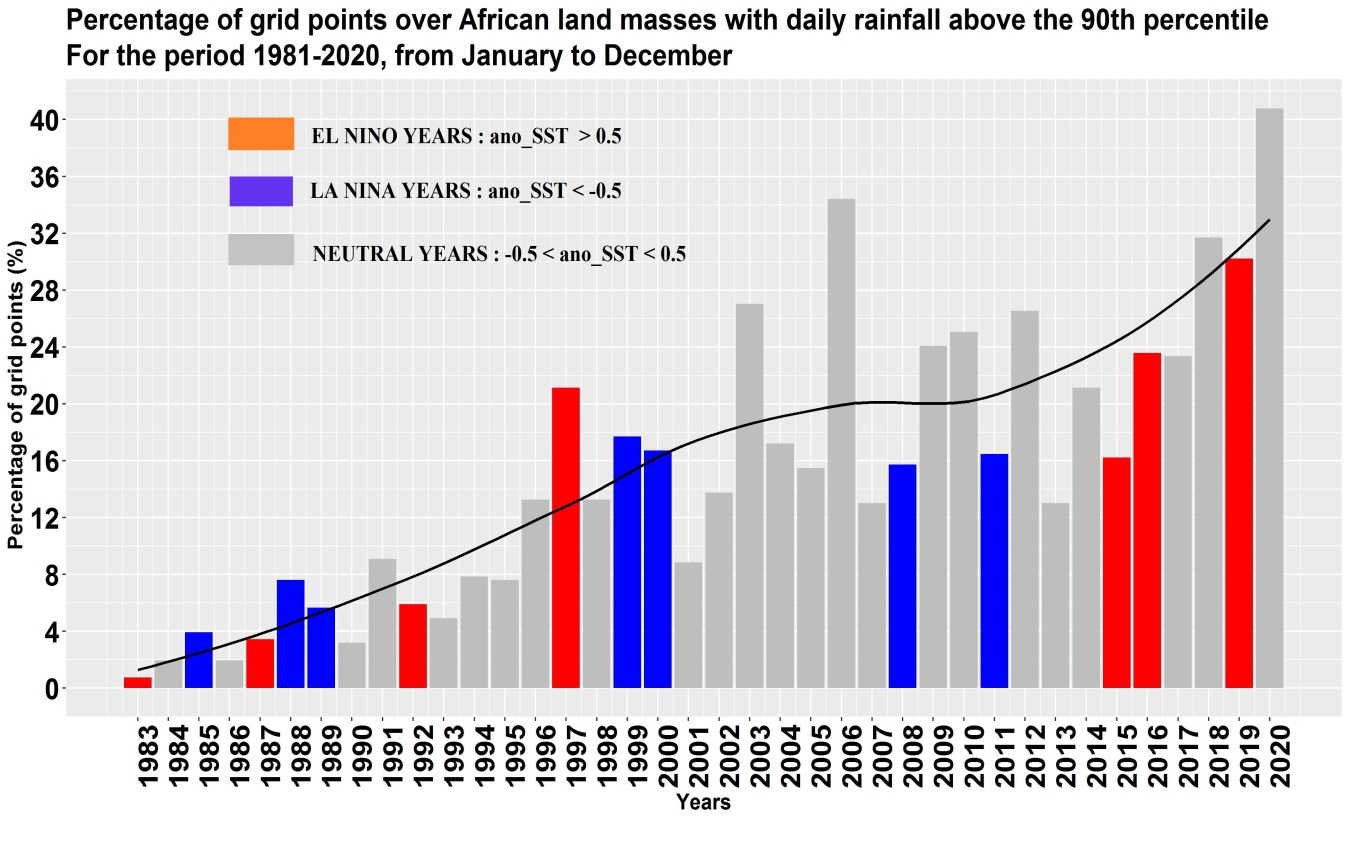 Percentage of grid points over African land masses with daily rainfall above the 90th percentile
For the period 1981-2020, from January to December
EL NINO YEARS : ano_SST > 0.5
LA NINA YEARS : ano_SST < -0.5
NEUTRAL YEARS : -0.5 < ano_SST < 0.5
Percentage of grid points (%)
40
36
32
28
24
20
16
12
8
4
0
1983 1984 1985 1986 1987 1988 1989 1990 1991 1992 1993 1994 1995 1996 1997 1998 1999 2000 2001 2002 2003 2004 2005 2006 2007 2008 2009 2010 2011 2012 2013 2014 2015 2016 2017 2018 2019 2020
Years